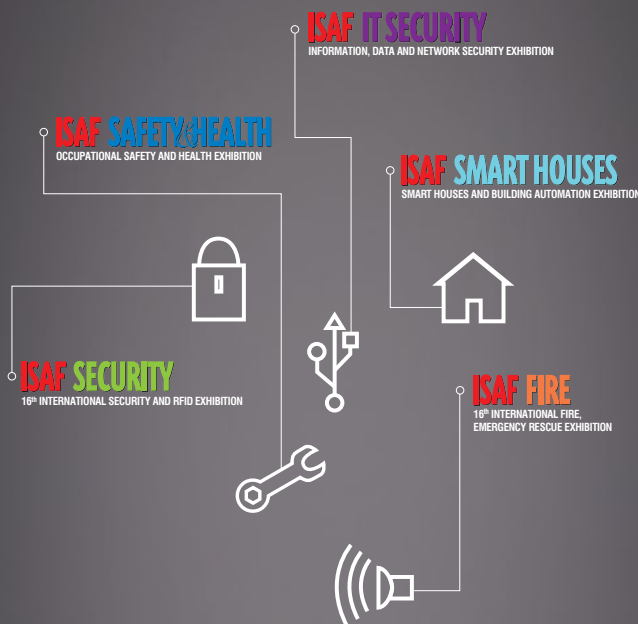 ISAF IT SECURITY
INFORMATION, DATA AND NETWORK SECURITY EXHIBITION
ISAF SAFETY&HEALTH
OCCUPATIONAL SAFETY AND HEALTH EXHIBITION
ISAF SMART HOUSES
SMART HOUSES AND BUILDING AUTOMATION EXHIBITION
ISAF SECURITY
16th INTERNATIONAL SECURITY AND RFID EXHIBITION
ISAF FIRE
16th INTERNATIONAL FIRE,
EMERGENCY RESCUE EXHIBITION